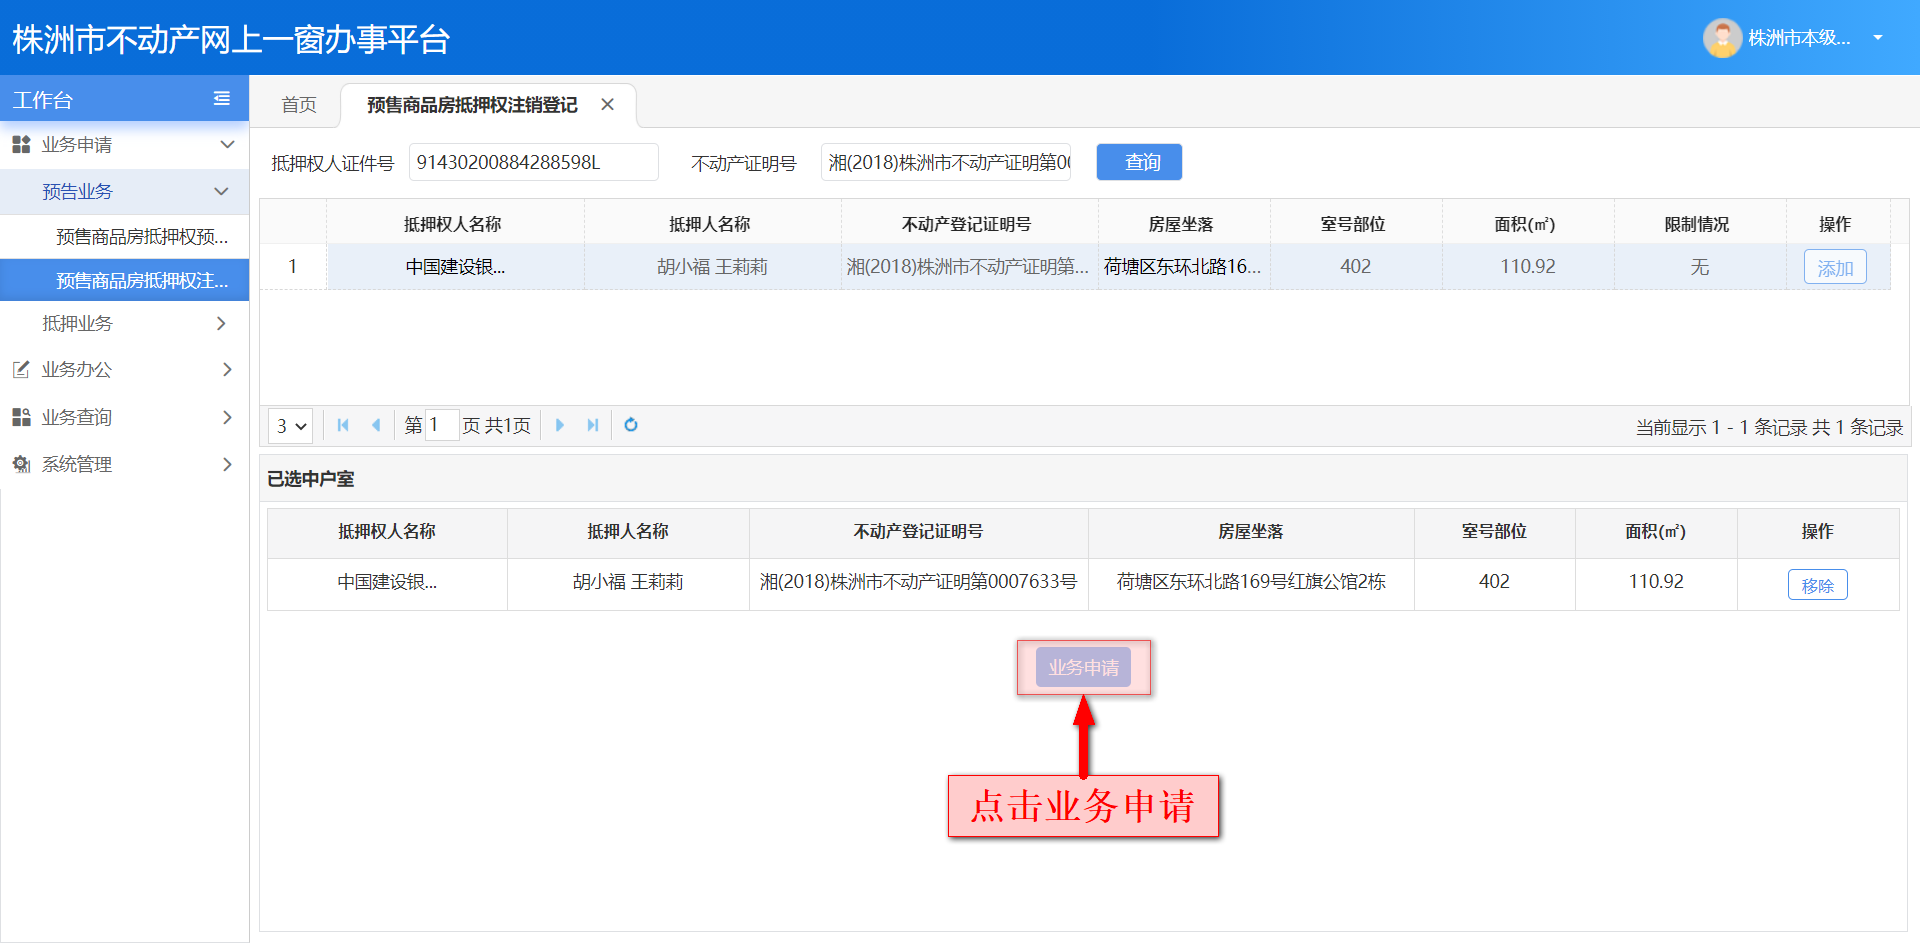 株洲市不动产网上一窗办事平台
株洲市本级...
工作台
业务申请
预告业务
预售商品房抵押权预...
预售商品房抵押权注...
抵押业务
业务办公
业务查询
系统管理
首页 预售商品房抵押权注销登记
抵押权人证件号 91430200884288598L 不动产证明号 湘(2018)株洲市不动产证明第00 查询
抵押权人名称 抵押人名称 不动产登记证明号 房屋坐落 室号部位 面积(㎡) 限制情况 操作
1 中国建设银... 胡小福 王莉莉 湘(2018)株洲市不动产证明第... 荷塘区东环北路16... 402 110.92 无 添加
3 第 1 页 共1页 当前显示 1 - 1 条记录 共 1 条记录
已选中户室
抵押权人名称 抵押人名称 不动产登记证明号 房屋坐落 室号部位 面积(㎡) 操作
中国建设银... 胡小福 王莉莉 湘(2018)株洲市不动产证明第0007633号 荷塘区东环北路169号红旗公馆2栋 402 110.92 移除
业务申请
点击业务申请